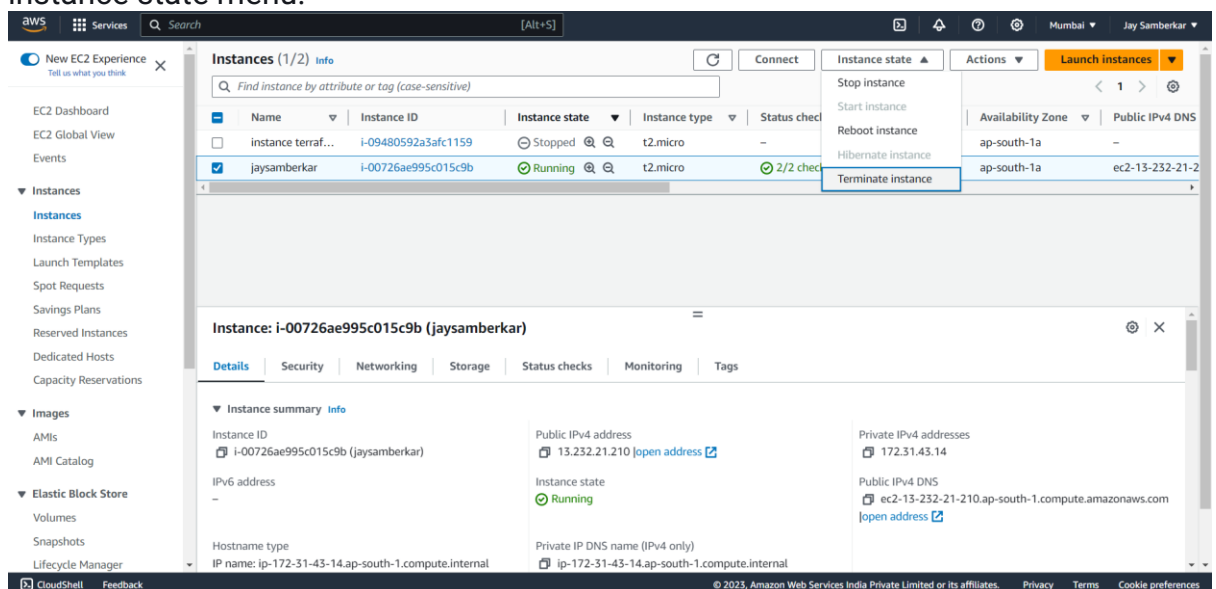 instance state menu.
aws Services Search [Alt+S] Mumbai Jay Samberkar
New EC2 Experience
Tell us what you think
EC2 Dashboard
EC2 Global View
Events
Instances
Instances
Instance Types
Launch Templates
Spot Requests
Savings Plans
Reserved Instances
Dedicated Hosts
Capacity Reservations
Images
AMIs
AMI Catalog
Elastic Block Store
Volumes
Snapshots
Lifecycle Manager
Instances (1/2) Info Connect Instance state Actions Launch instances
Find instance by attribute or tag (case-sensitive) 1
Stop instance
Start instance
Reboot instance
Hibernate instance
Terminate instance
Name Instance ID Instance state Instance type Status checl Availability Zone Public IPv4 DNS
instance terraf... i-09480592a3afc1159 Stopped t2.micro – ap-south-1a –
jaysamberkar i-00726ae995c015c9b Running t2.micro 2/2 checl ap-south-1a ec2-13-232-21-2
Instance: i-00726ae995c015c9b (jaysamberkar)
Details Security Networking Storage Status checks Monitoring Tags
Instance summary Info
Instance ID Public IPv4 address Private IPv4 addresses
i-00726ae995c015c9b (jaysamberkar) 13.232.21.210 |open address 172.31.43.14
IPv6 address Instance state Public IPv4 DNS
– Running ec2-13-232-21-210.ap-south-1.compute.amazonaws.com
|open address
Hostname type Private IP DNS name (IPv4 only)
IP name: ip-172-31-43-14.ap-south-1.compute.internal ip-172-31-43-14.ap-south-1.compute.internal
CloudShell Feedback © 2023, Amazon Web Services India Private Limited or its affiliates. Privacy Terms Cookie preferences